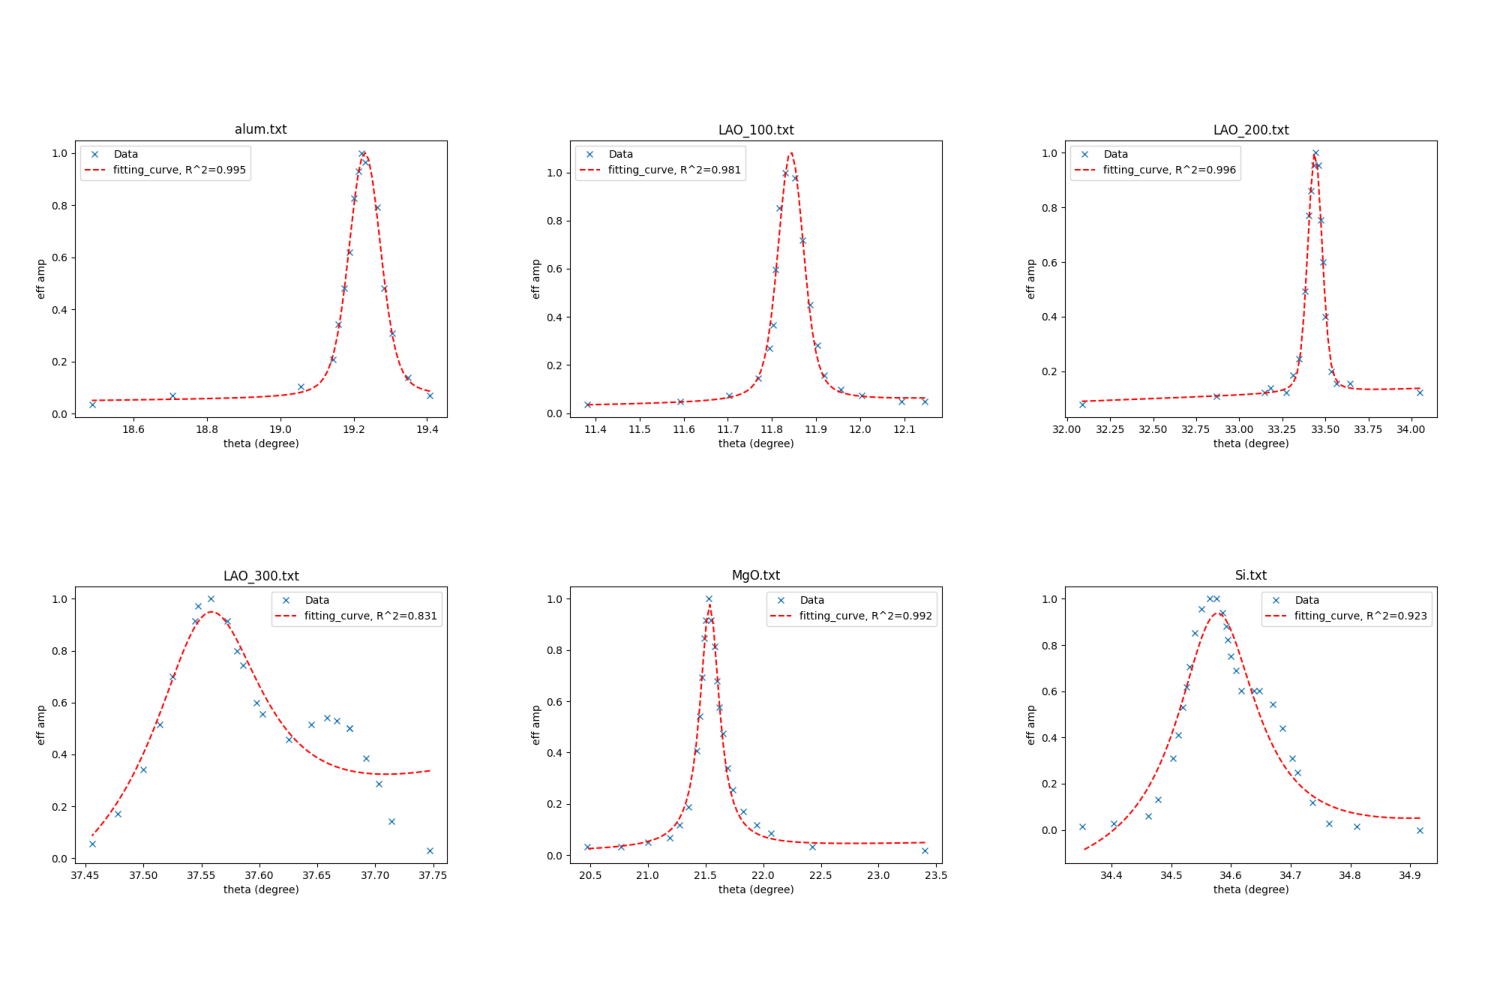 alum.txt
Data
fitting_curve, R^2=0.995
1.0
0.8
0.6
0.4
0.2
0.0
eff amp
18.6 18.8 19.0 19.2 19.4
theta (degree)
LAO_100.txt
Data
fitting_curve, R^2=0.981
1.0
0.8
0.6
0.4
0.2
0.0
eff amp
11.4 11.5 11.6 11.7 11.8 11.9 12.0 12.1
theta (degree)
LAO_200.txt
Data
fitting_curve, R^2=0.996
1.0
0.8
0.6
0.4
0.2
eff amp
32.00 32.25 32.50 32.75 33.00 33.25 33.50 33.75 34.00
theta (degree)
LAO_300.txt
Data
fitting_curve, R^2=0.831
1.0
0.8
0.6
0.4
0.2
0.0
eff amp
37.45 37.50 37.55 37.60 37.65 37.70 37.75
theta (degree)
MgO.txt
Data
fitting_curve, R^2=0.992
1.0
0.8
0.6
0.4
0.2
0.0
eff amp
20.5 21.0 21.5 22.0 22.5 23.0 23.5
theta (degree)
Si.txt
Data
fitting_curve, R^2=0.923
1.0
0.8
0.6
0.4
0.2
0.0
eff amp
34.4 34.5 34.6 34.7 34.8 34.9
theta (degree)